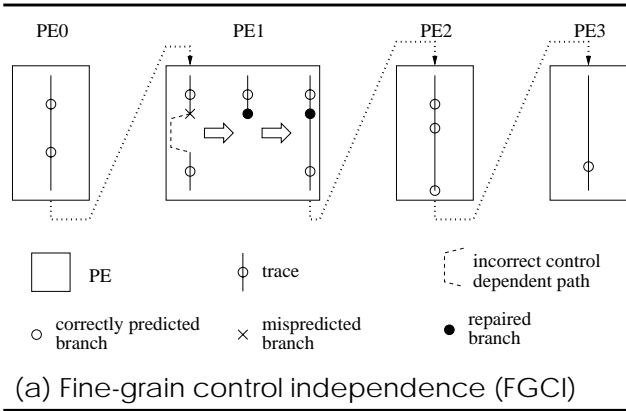 PE0
PE1
PE2
PE3
PE
trace
incorrect control
dependent path
correctly predicted
branch
mispredicted
branch
repaired
branch
(a) Fine-grain control independence (FGCI)